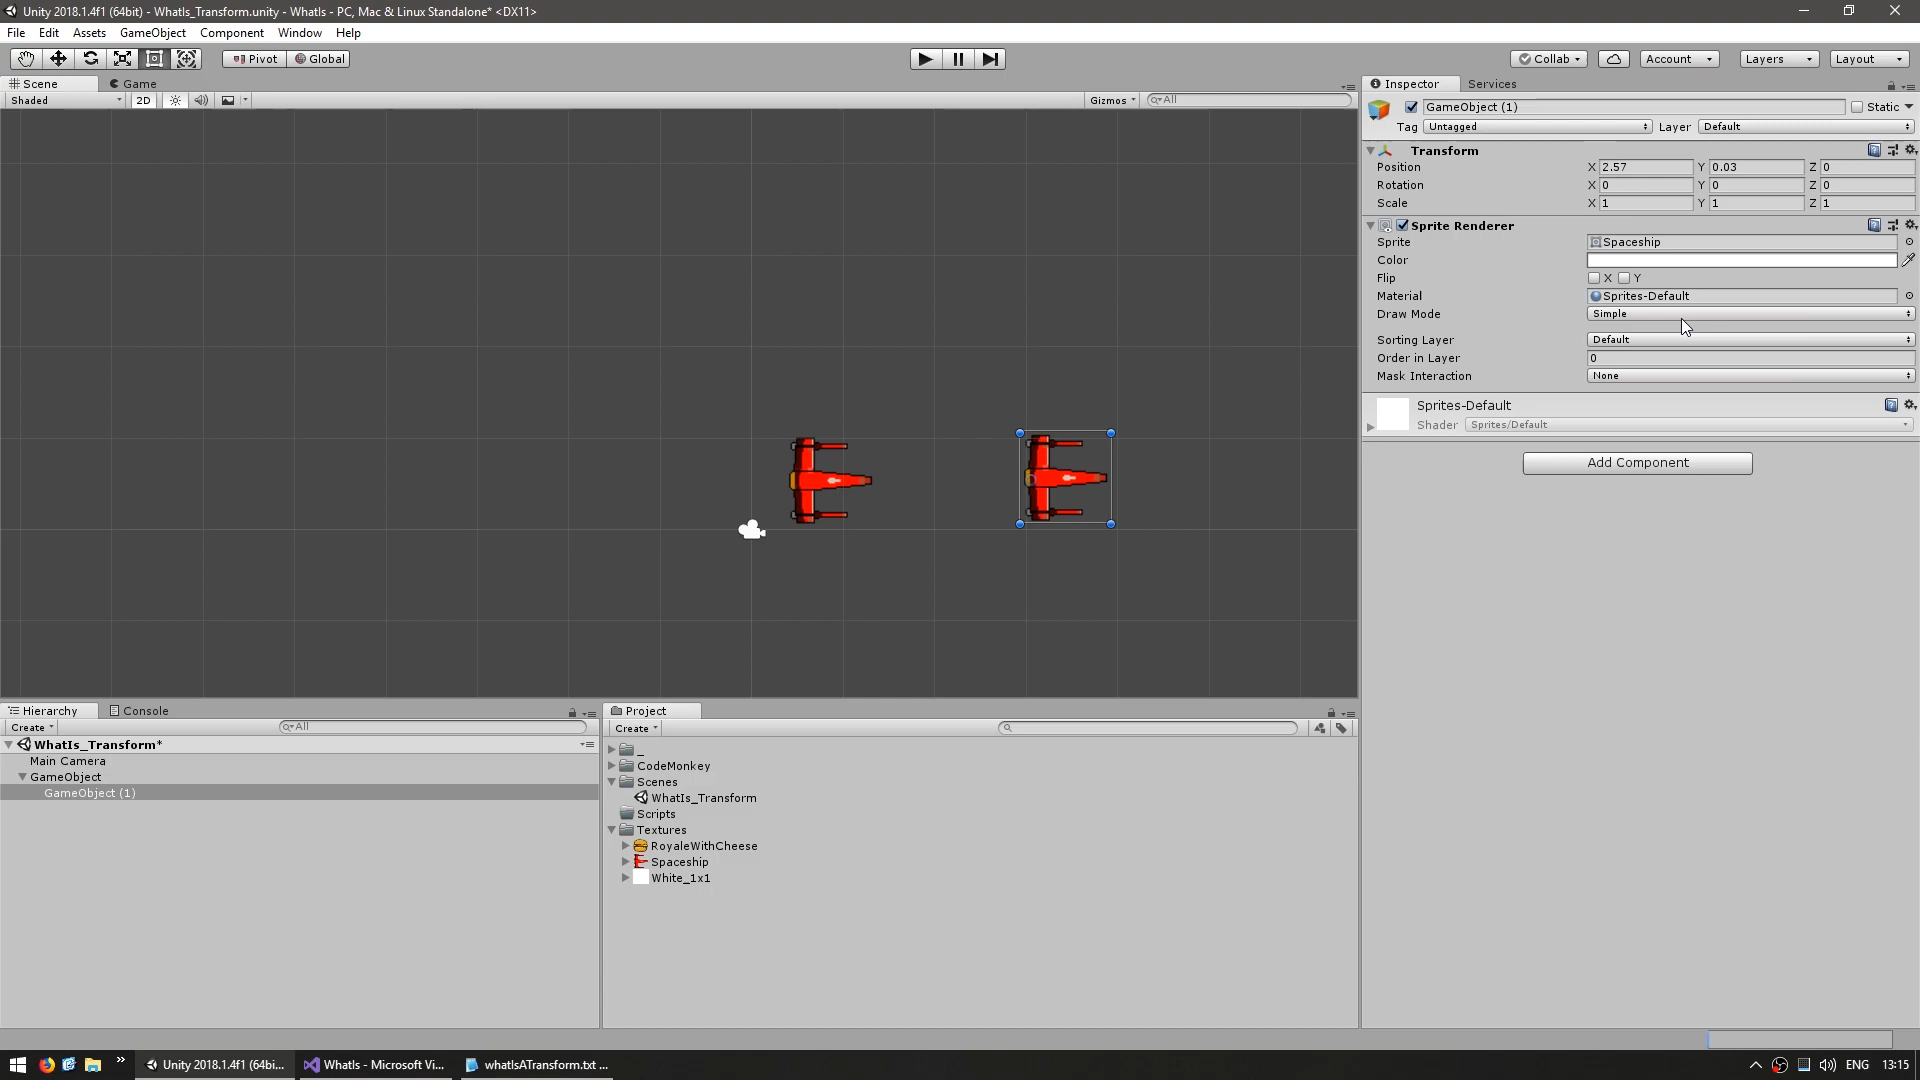 Unity 2018.1.4f1 (64bit) - WhatIs_Transform.unity - WhatIs - PC, Mac & Linux Standalone* <DX11>
File Edit Assets GameObject Component Window Help
Pivot Global Collab Account Layers Layout
Scene Game
Shaded 2D Gizmos All
Inspector Services
GameObject (1) Static
Tag Untagged Layer Default
Transform
Position X 2.57 Y 0.03 Z 0
Rotation X 0 Y 0 Z 0
Scale X 1 Y 1 Z 1
Sprite Renderer
Sprite Spaceship
Color
Flip X Y
Material Sprites-Default
Draw Mode Simple
Sorting Layer Default
Order in Layer 0
Mask Interaction None
Sprites-Default
Shader Sprites/Default
Add Component
Hierarchy Console
Create All
WhatIs_Transform*
Main Camera
GameObject
GameObject (1)
Project
Create
_
CodeMonkey
Scenes
WhatIs_Transform
Scripts
Textures
RoyaleWithCheese
Spaceship
White_1x1
» Unity 2018.1.4f1 (64bi... WhatIs - Microsoft Vi... whatIsATransform.txt ... ENG 13:15